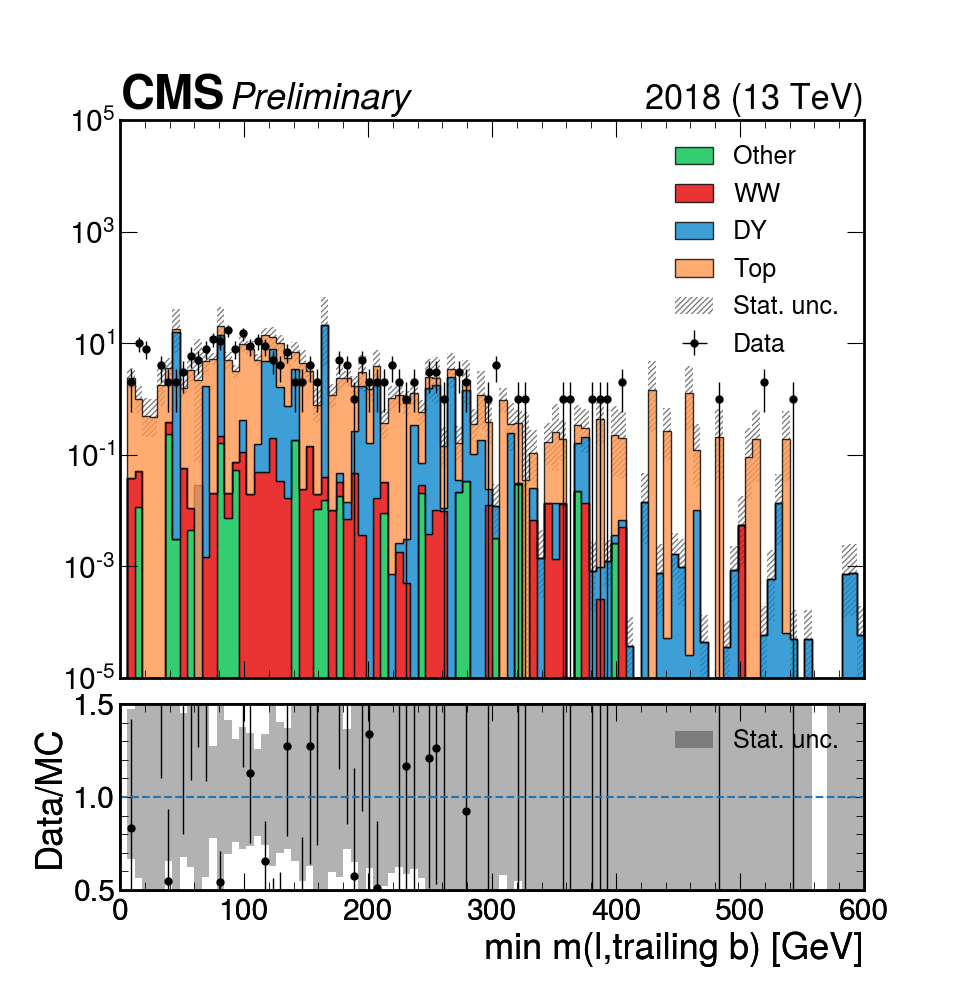 CMS Preliminary 2018 (13 TeV)
10^5
10^3
10^1
10^-1
10^-3
10^-5
Other
WW
DY
Top
Stat. unc.
Data
1.5
1.0
0.5
Data/MC
Stat. unc.
0 100 200 300 400 500 600
min m(l,trailing b) [GeV]